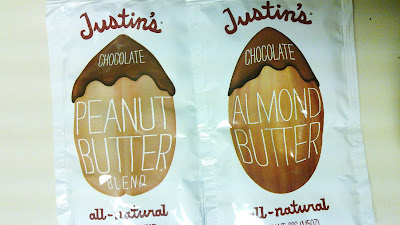 Justin's
CHOCOLATE
PEANUT
BUTTER
BLEND
all-natural
Justin's
CHOCOLATE
ALMOND
BUTTER
all-natural